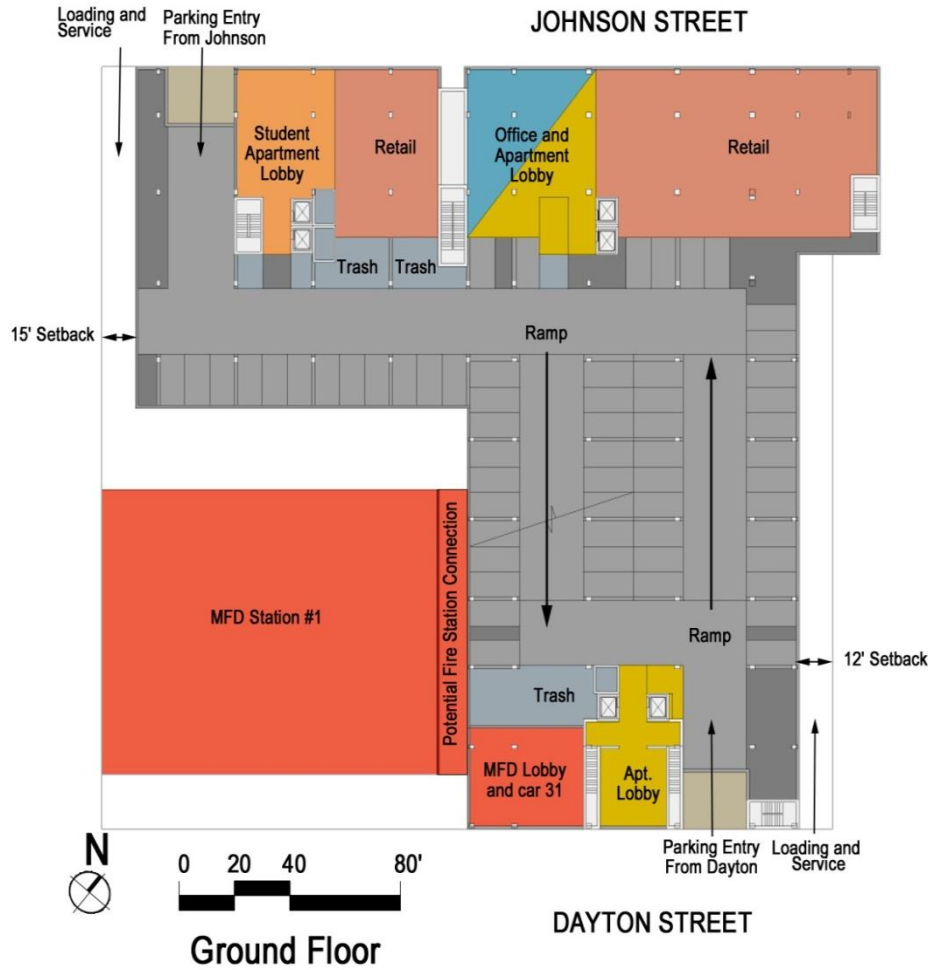 JOHNSON STREET
Loading and
Service
Parking Entry
From Johnson
Student
Apartment
Lobby
Retail
Office and
Apartment
Lobby
Retail
Trash
Trash
15' Setback
Ramp
MFD Station #1
Potential Fire Station Connection
Ramp
12' Setback
Trash
MFD Lobby
and car 31
Apt.
Lobby
Parking Entry
From Dayton
Loading and
Service
N
0 20 40 80'
Ground Floor
DAYTON STREET